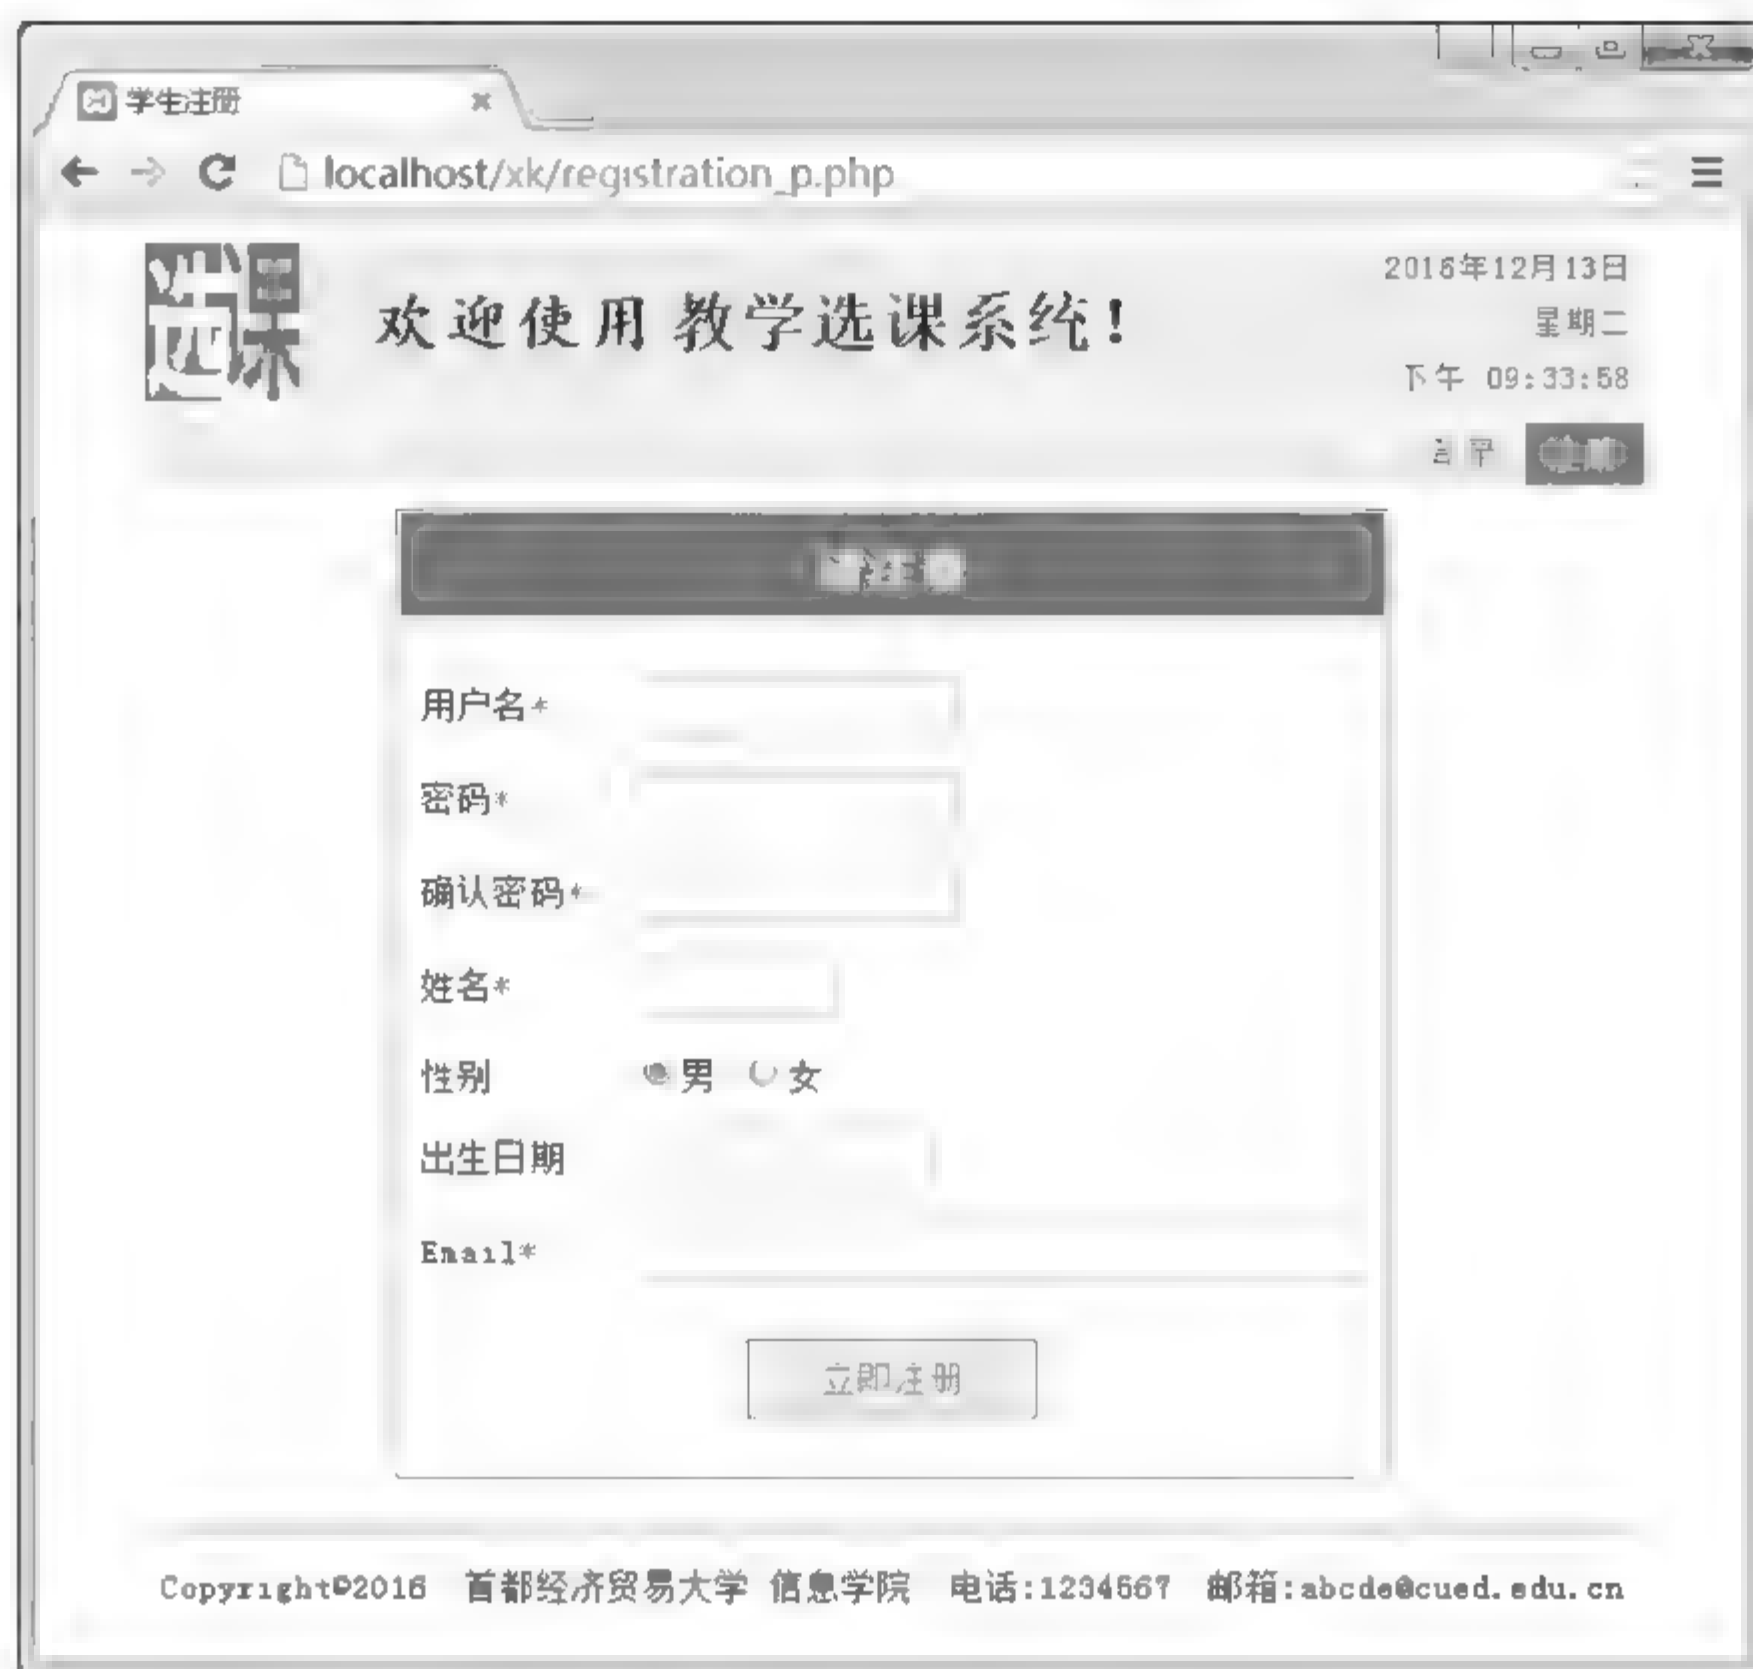 学生注册
localhost/xk/registration_p.php
选课
欢迎使用教学选课系统!
2016年12月13日
星期二
下午 09:33:58
用户名*
密码*
确认密码*
姓名*
性别 男 女
出生日期
Email*
立即注册
Copyright©2016 首都经济贸易大学 信息学院 电话:1234567 邮箱:abcde@cued.edu.cn